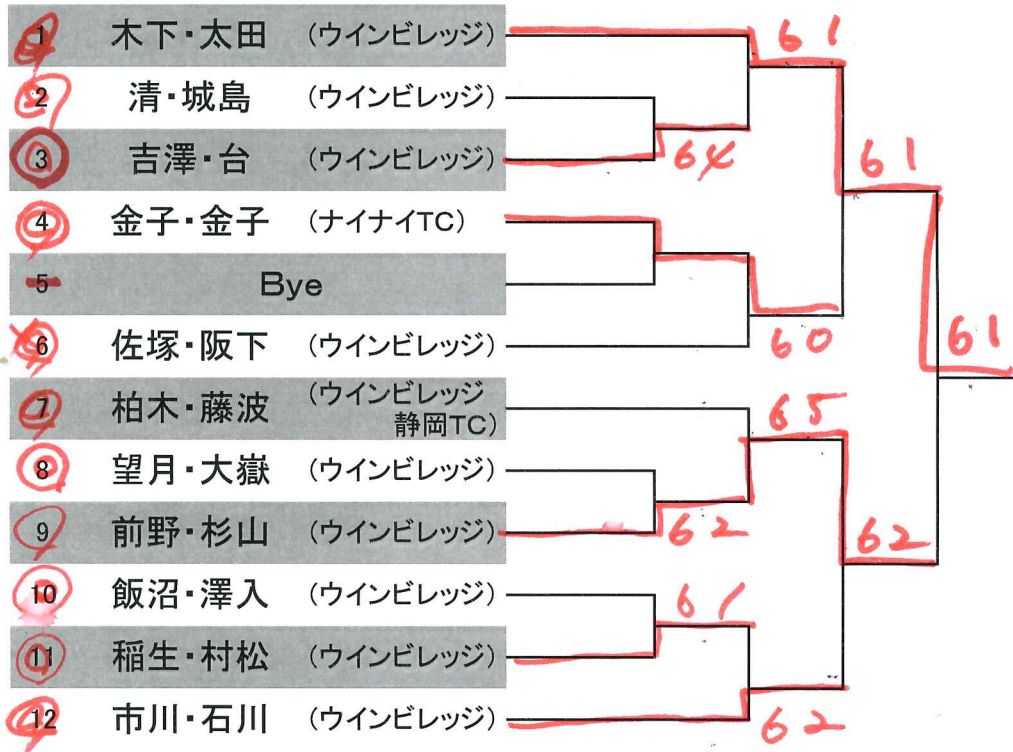 1 木下・太田 (ウインビレッジ)
61
2 清・城島 (ウインビレッジ)
3 吉澤・台 (ウインビレッジ)
64
61
4 金子・金子 (ナイナイTC)
5 Bye
6 佐塚・阪下 (ウインビレッジ)
60
61
7 柏木・藤波 (ウインビレッジ
静岡TC)
65
8 望月・大嶽 (ウインビレッジ)
9 前野・杉山 (ウインビレッジ)
62
62
10 飯沼・澤入 (ウインビレッジ)
61
11 稲生・村松 (ウインビレッジ)
12 市川・石川 (ウインビレッジ)
62